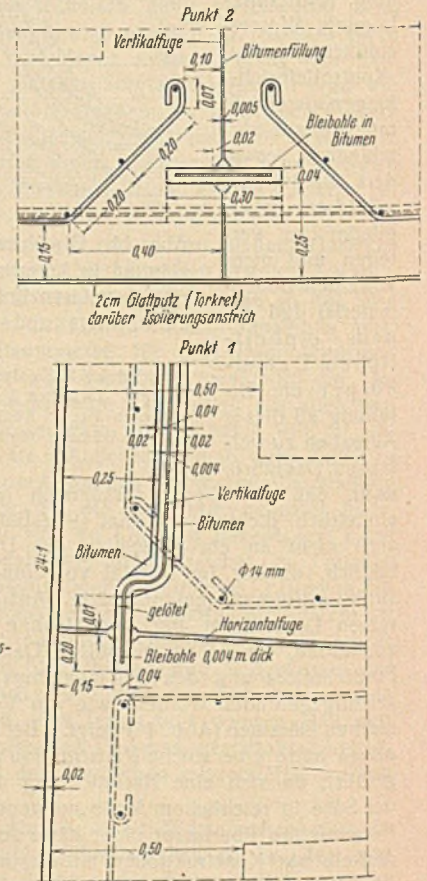 Punkt 2
Vertikalfuge
Bitumenfüllung
0,10
0,07
0,005
0,20
0,02
Bleibohle in
Bitumen
0,04
0,20
0,30
0,15
0,40
0,25
2cm Glattputz (Torkret)
darüber Isolierungsanstrich
Punkt 1
0,50
0,04
0,02
0,02
0,25
0,004
Vertikalfuge
Bitumen
Bitumen
24:1
Φ 14 mm
gelötet
0,01
Horizontalfuge
0,20
Bleibohle 0,004 m. dick
0,15
0,04
0,02
0,50